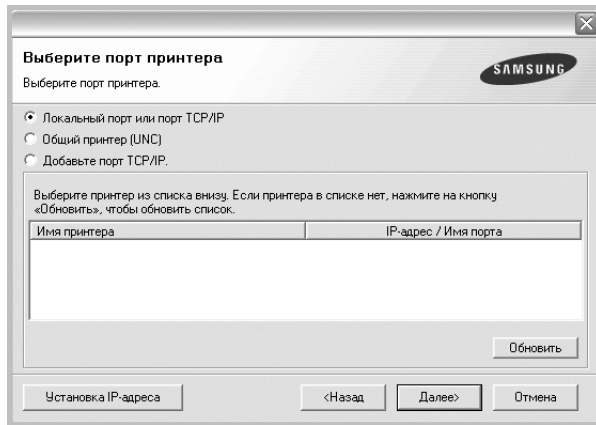 Выберите порт принтера
Выберите порт принтера.
SAMSUNG
Локальный порт или порт TCP/IP
Общий принтер (UNC)
Добавьте порт TCP/IP.
Выберите принтер из списка внизу. Если принтера в списке нет, нажмите на кнопку
«Обновить», чтобы обновить список.
Имя принтера IP-адрес / Имя порта
Обновить
Установка IP-адреса <Назад Далее> Отмена